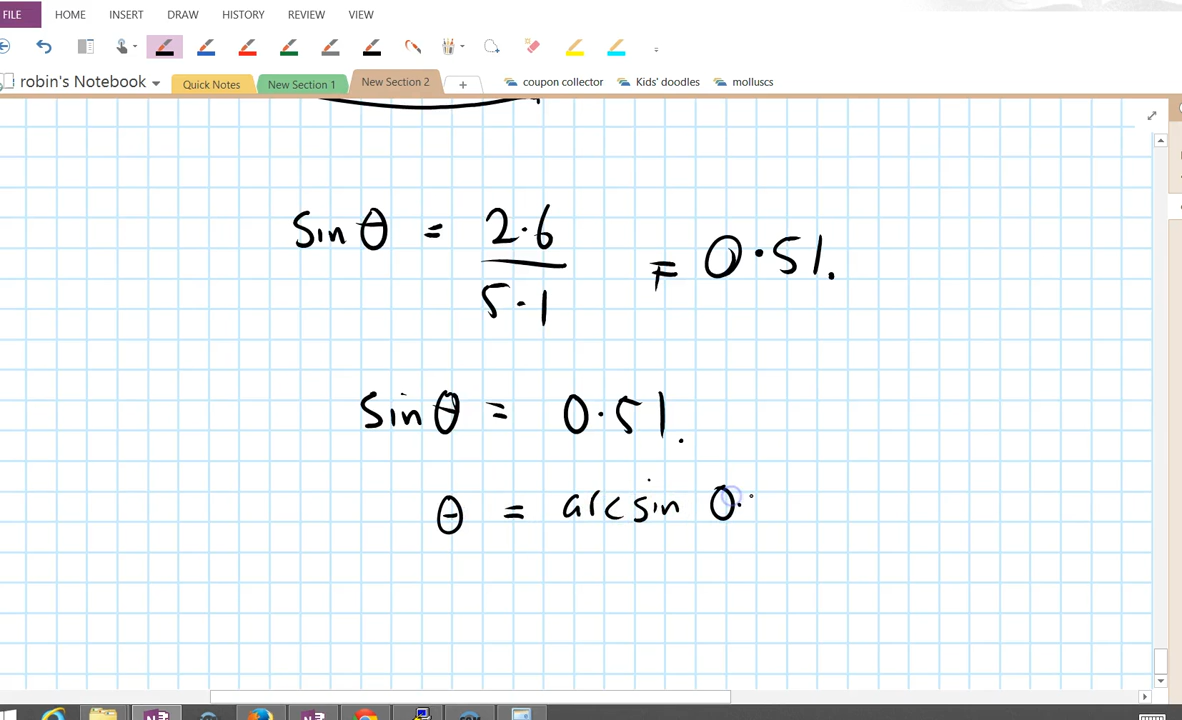 FILE HOME INSERT DRAW HISTORY REVIEW VIEW
robin's Notebook Quick Notes New Section 1 New Section 2 + coupon collector Kids' doodles molluscs
sin θ = 2·6 / 5·1 = 0·51.
sin θ = 0·51.
θ = arcsin 0·